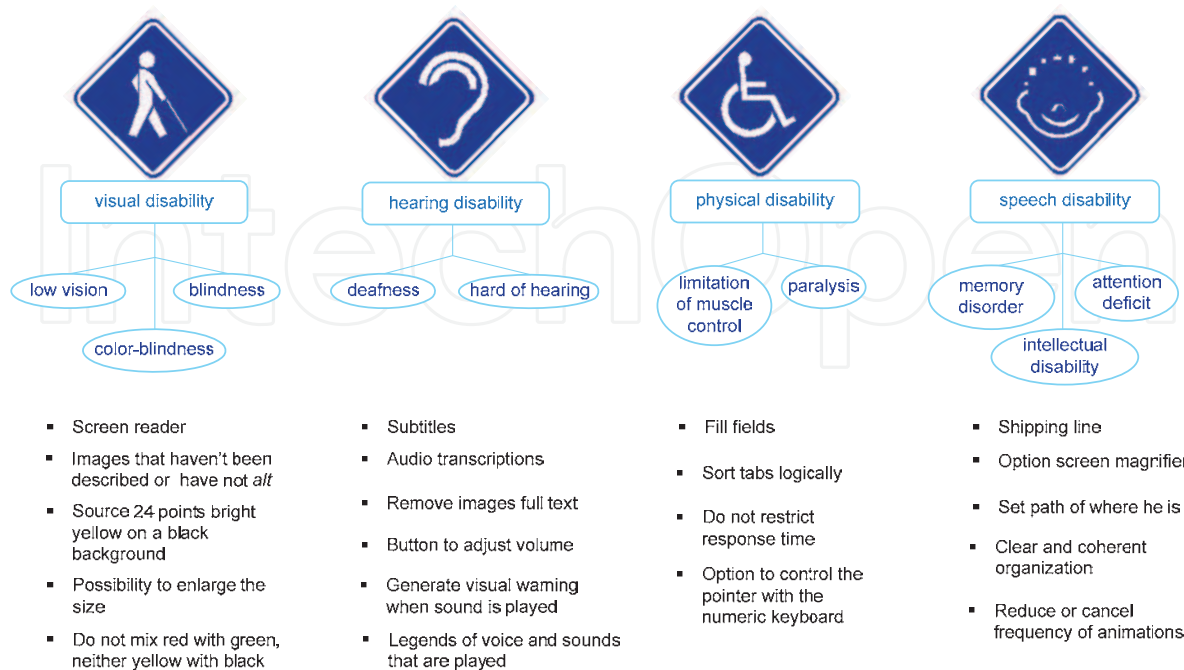 visual disability
low vision
blindness
color-blindness
▪ Screen reader
▪ Images that haven't been
described or have not alt
▪ Source 24 points bright
yellow on a black
background
▪ Possibility to enlarge the
size
▪ Do not mix red with green,
neither yellow with black
hearing disability
deafness
hard of hearing
▪ Subtitles
▪ Audio transcriptions
▪ Remove images full text
▪ Button to adjust volume
▪ Generate visual warning
when sound is played
▪ Legends of voice and sounds
that are played
physical disability
limitation
of muscle
control
paralysis
▪ Fill fields
▪ Sort tabs logically
▪ Do not restrict
response time
▪ Option to control the
pointer with the
numeric keyboard
speech disability
memory
disorder
attention
deficit
intellectual
disability
▪ Shipping line
▪ Option screen magnifier
▪ Set path of where he is
▪ Clear and coherent
organization
▪ Reduce or cancel
frequency of animations
IntechOpen